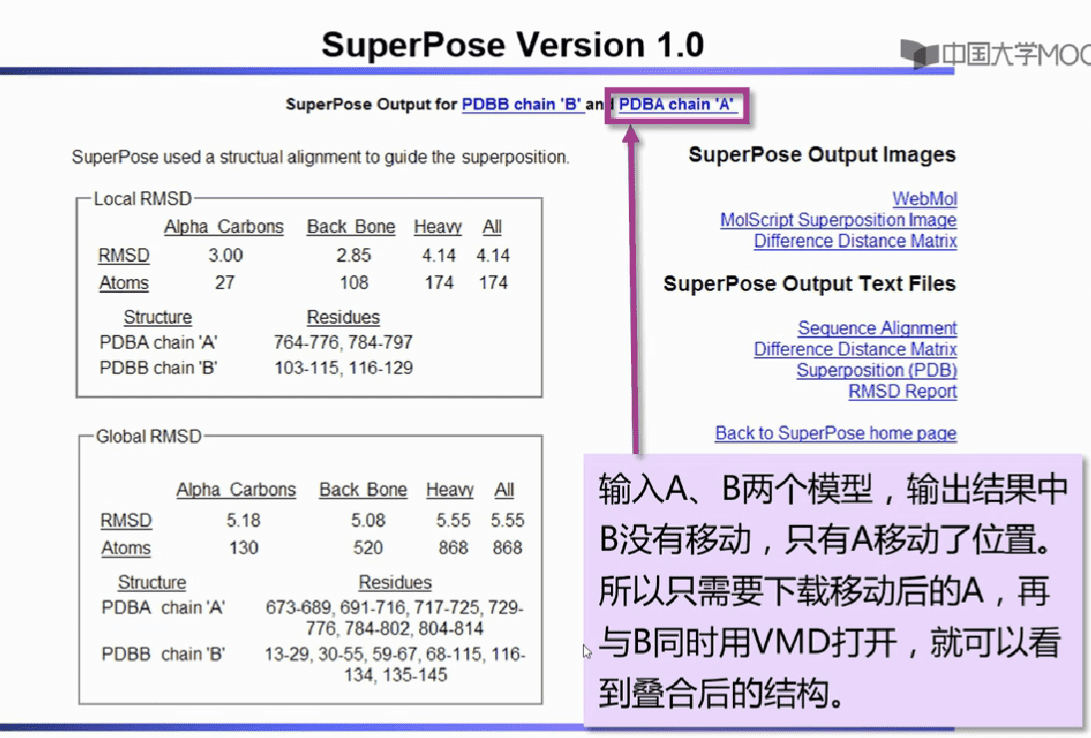 SuperPose Version 1.0
中国大学MOC
SuperPose Output for PDBB chain 'B' and PDBA chain 'A'
SuperPose used a structual alignment to guide the superposition.
Local RMSD
Alpha Carbons Back Bone Heavy All
RMSD 3.00 2.85 4.14 4.14
Atoms 27 108 174 174
Structure Residues
PDBA chain 'A' 764-776, 784-797
PDBB chain 'B' 103-115, 116-129
Global RMSD
Alpha Carbons Back Bone Heavy All
RMSD 5.18 5.08 5.55 5.55
Atoms 130 520 868 868
Structure Residues
PDBA chain 'A' 673-689, 691-716, 717-725, 729-
776, 784-802, 804-814
PDBB chain 'B' 13-29, 30-55, 59-67, 68-115, 116-
134, 135-145
SuperPose Output Images
WebMol
MolScript Superposition Image
Difference Distance Matrix
SuperPose Output Text Files
Sequence Alignment
Difference Distance Matrix
Superposition (PDB)
RMSD Report
Back to SuperPose home page
输入A、B两个模型，输出结果中
B没有移动，只有A移动了位置。
所以只需要下载移动后的A，再
与B同时用VMD打开，就可以看
到叠合后的结构。